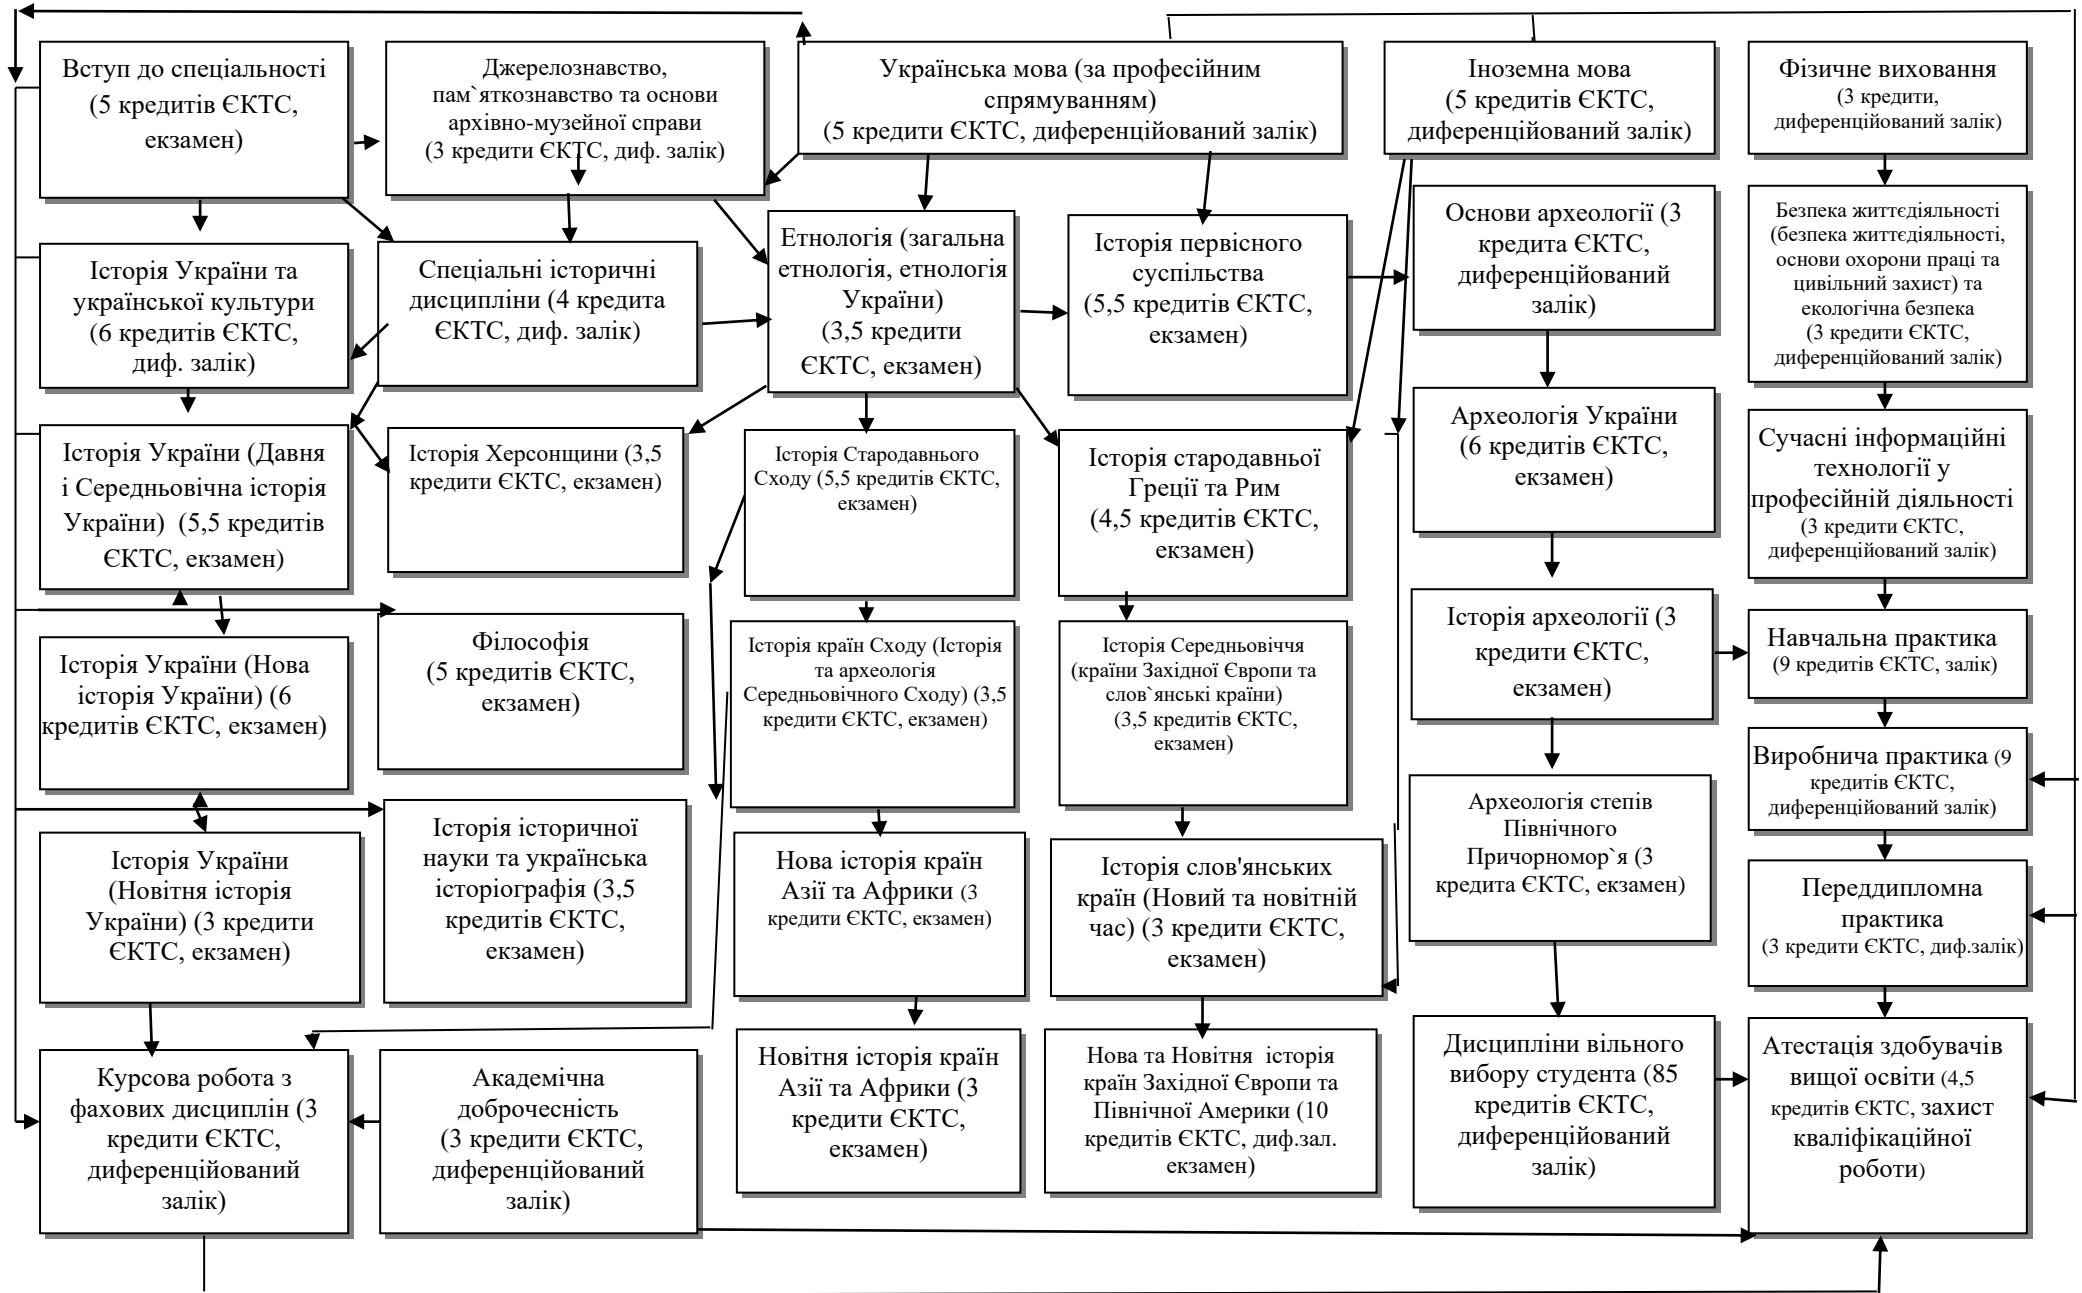 Вступ до спеціальності
(5 кредитів ЄКТС,
екзамен)
Джерелознавство,
пам`яткознавство та основи
архівно-музейної справи
(3 кредити ЄКТС, диф. залік)
Українська мова (за професійним
спрямуванням)
(5 кредити ЄКТС, диференційований залік)
Іноземна мова
(5 кредитів ЄКТС,
диференційований залік)
Фізичне виховання
(3 кредити,
диференційований залік)
Історія України та
української культури
(6 кредитів ЄКТС,
диф. залік)
Спеціальні історичні
дисципліни (4 кредита
ЄКТС, диф. залік)
Етнологія (загальна
етнологія, етнологія
України)
(3,5 кредити
ЄКТС, екзамен)
Історія первісного
суспільства
(5,5 кредитів ЄКТС,
екзамен)
Основи археології (3
кредита ЄКТС,
диференційований
залік)
Безпека життєдіяльності
(безпека життєдіяльності,
основи охорони праці та
цивільний захист) та
екологічна безпека
(3 кредити ЄКТС,
диференційований залік)
Історія України (Давня
і Середньовічна історія
України) (5,5 кредитів
ЄКТС, екзамен)
Історія Херсонщини (3,5
кредити ЄКТС, екзамен)
Історія Стародавнього
Сходу (5,5 кредитів ЄКТС,
екзамен)
Історія стародавньої
Греції та Рим
(4,5 кредитів ЄКТС,
екзамен)
Археологія України
(6 кредитів ЄКТС,
екзамен)
Сучасні інформаційні
технології у
професійній діяльності
(3 кредити ЄКТС,
диференційований залік)
Історія України (Нова
історія України) (6
кредитів ЄКТС, екзамен)
Філософія
(5 кредитів ЄКТС,
екзамен)
Історія країн Сходу (Історія
та археологія
Середньовічного Сходу) (3,5
кредити ЄКТС, екзамен)
Історія Середньовіччя
(країни Західної Європи та
слов`янські країни)
(3,5 кредитів ЄКТС,
екзамен)
Історія археології (3
кредити ЄКТС,
екзамен)
Навчальна практика
(9 кредитів ЄКТС, залік)
Виробнича практика (9
кредитів ЄКТС,
диференційований залік)
Історія України
(Новітня історія
України) (3 кредити
ЄКТС, екзамен)
Історія історичної
науки та українська
історіографія (3,5
кредитів ЄКТС,
екзамен)
Нова історія країн
Азії та Африки (3
кредити ЄКТС, екзамен)
Історія слов'янських
країн (Новий та новітній
час) (3 кредити ЄКТС,
екзамен)
Археологія степів
Північного
Причорномор`я (3
кредита ЄКТС, екзамен)
Переддипломна
практика
(3 кредити ЄКТС, диф.залік)
Курсова робота з
фахових дисциплін (3
кредити ЄКТС,
диференційований
залік)
Академічна
доброчесність
(3 кредити ЄКТС,
диференційований
залік)
Новітня історія країн
Азії та Африки (3
кредити ЄКТС,
екзамен)
Нова та Новітня історія
країн Західної Європи та
Північної Америки (10
кредитів ЄКТС, диф.зал.
екзамен)
Дисципліни вільного
вибору студента (85
кредитів ЄКТС,
диференційований
залік)
Атестація здобувачів
вищої освіти (4,5
кредитів ЄКТС, захист
кваліфікаційної
роботи)